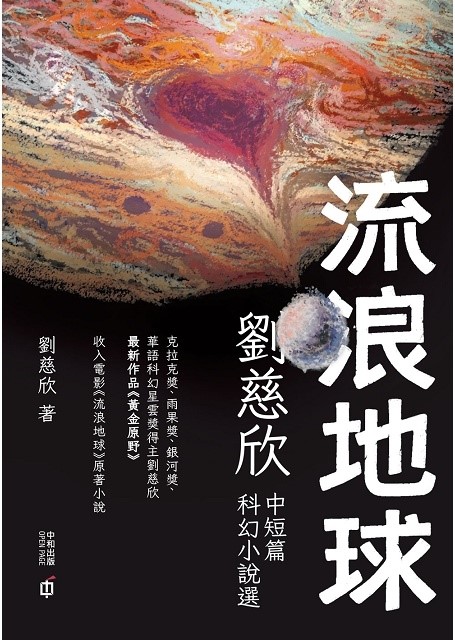 流浪地球
劉慈欣
中短篇
科幻小說選
克拉克獎、雨果獎、銀河獎、
華語科幻星雲獎得主劉慈欣
最新作品《黃金原野》
收入電影《流浪地球》原著小說
劉慈欣 著
中和出版
OPEN PAGE
中